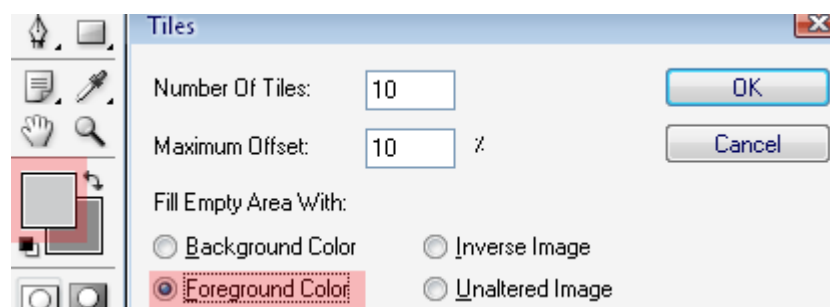 Tiles
Number Of Tiles: 10
OK
Maximum Offset: 10 %
Cancel
Fill Empty Area With:
Background Color
Inverse Image
Foreground Color
Unaltered Image